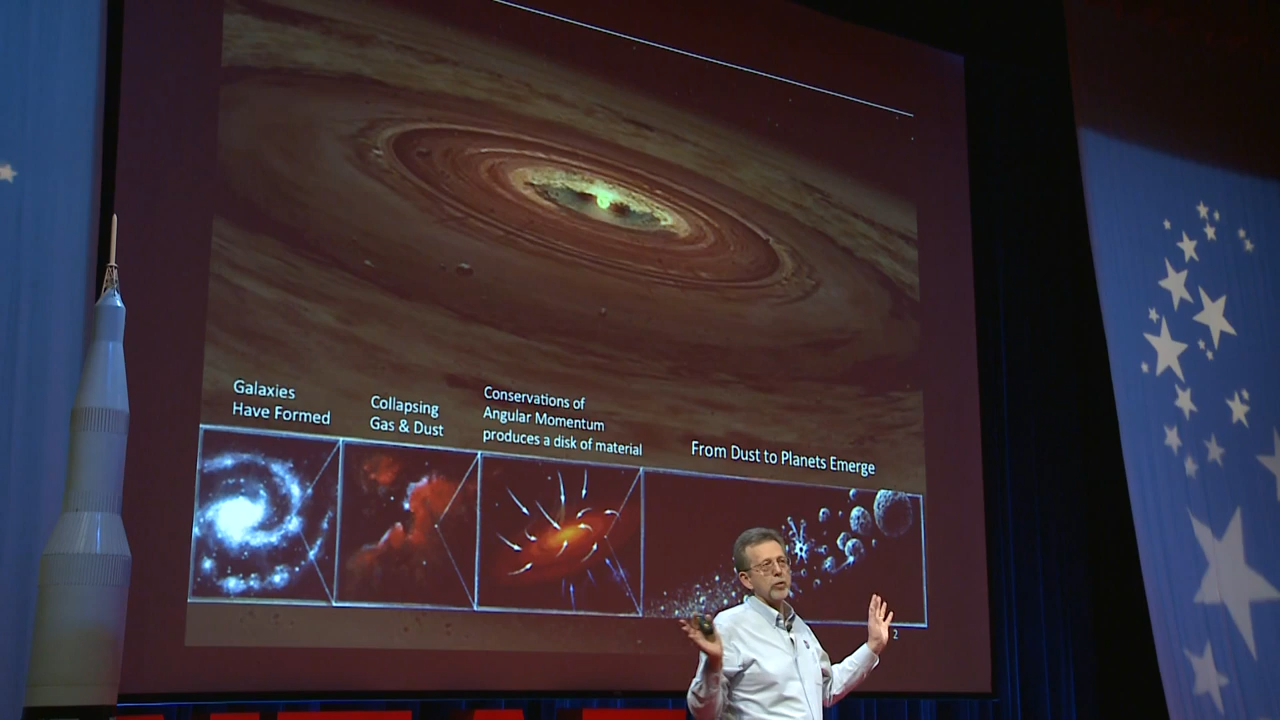 Galaxies
Have Formed
Collapsing
Gas & Dust
Conservations of
Angular Momentum
produces a disk of material
From Dust to Planets Emerge
2